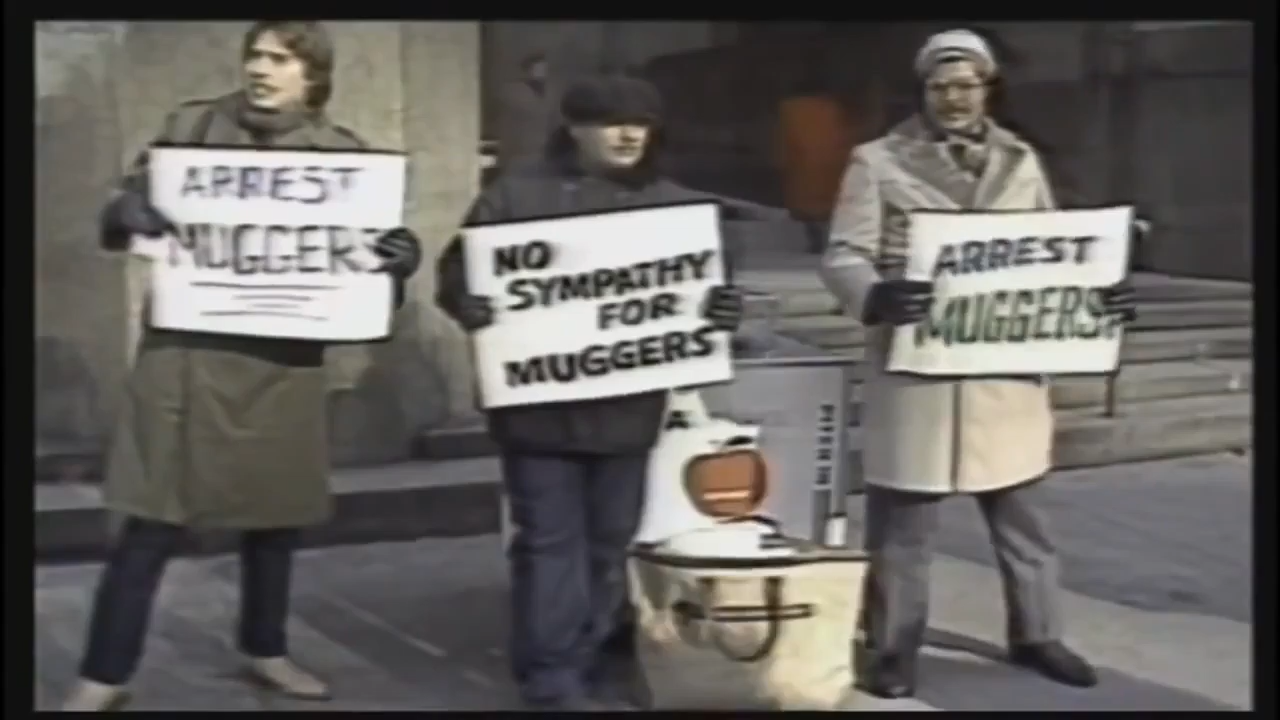 ARREST
MUGGERS
NO
SYMPATHY
FOR
MUGGERS
ARREST
MUGGERS
A